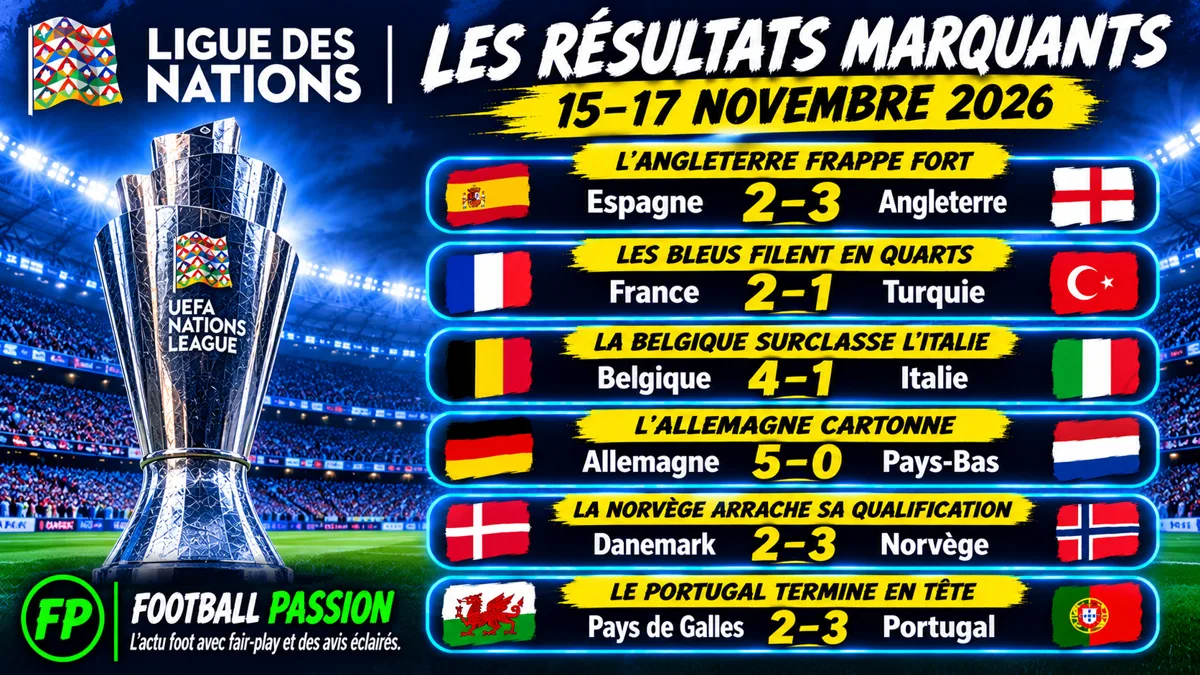 LIGUE DES
NATIONS
LES RÉSULTATS MARQUANTS
15-17 NOVEMBRE 2026
L'ANGLETERRE FRAPPE FORT
Espagne 2-3 Angleterre
LES BLEUS FILENT EN QUARTS
France 2-1 Turquie
LA BELGIQUE SURCLASSE L'ITALIE
Belgique 4-1 Italie
L'ALLEMAGNE CARTONNE
Allemagne 5-0 Pays-Bas
LA NORVÈGE ARRACHE SA QUALIFICATION
Danemark 2-3 Norvège
LE PORTUGAL TERMINE EN TÊTE
Pays de Galles 2-3 Portugal
UEFA
NATIONS
LEAGUE
FP
FOOTBALL PASSION
L'actu foot avec fair-play et des avis éclairés.